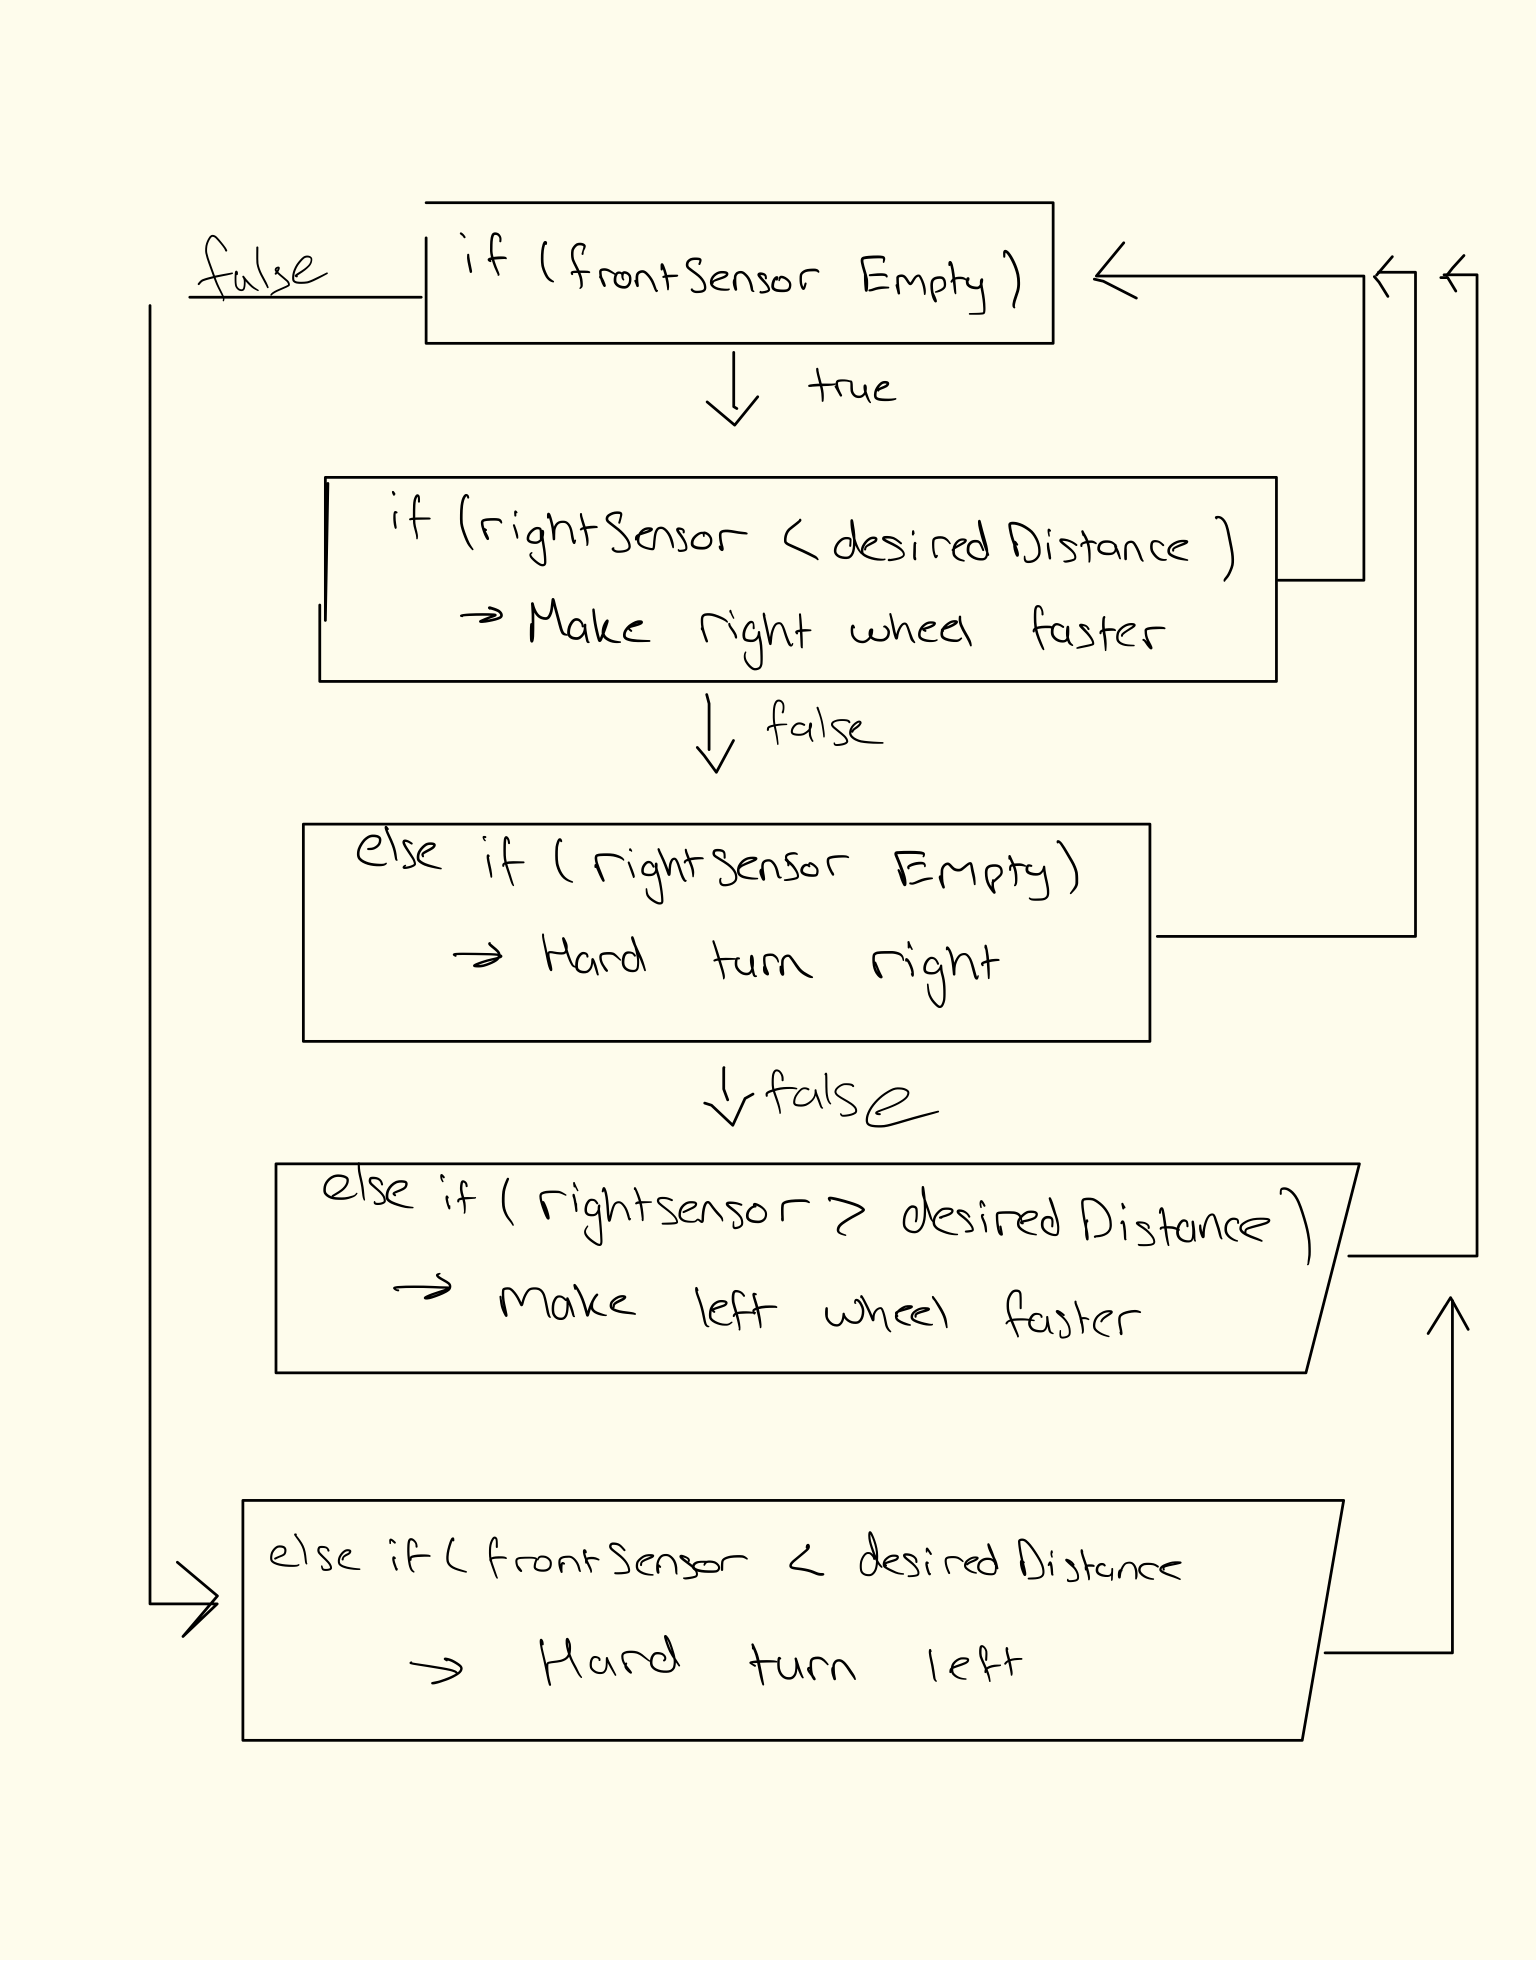 false
if (frontSensor Empty)
true
if (rightSensor < desired Distance)
→ Make right wheel faster
false
else if (rightSensor Empty)
→ Hard turn right
false
else if (rightsensor > desired Distance)
→ Make left wheel faster
else if ( frontSensor < desired Distance
→ Hard turn left